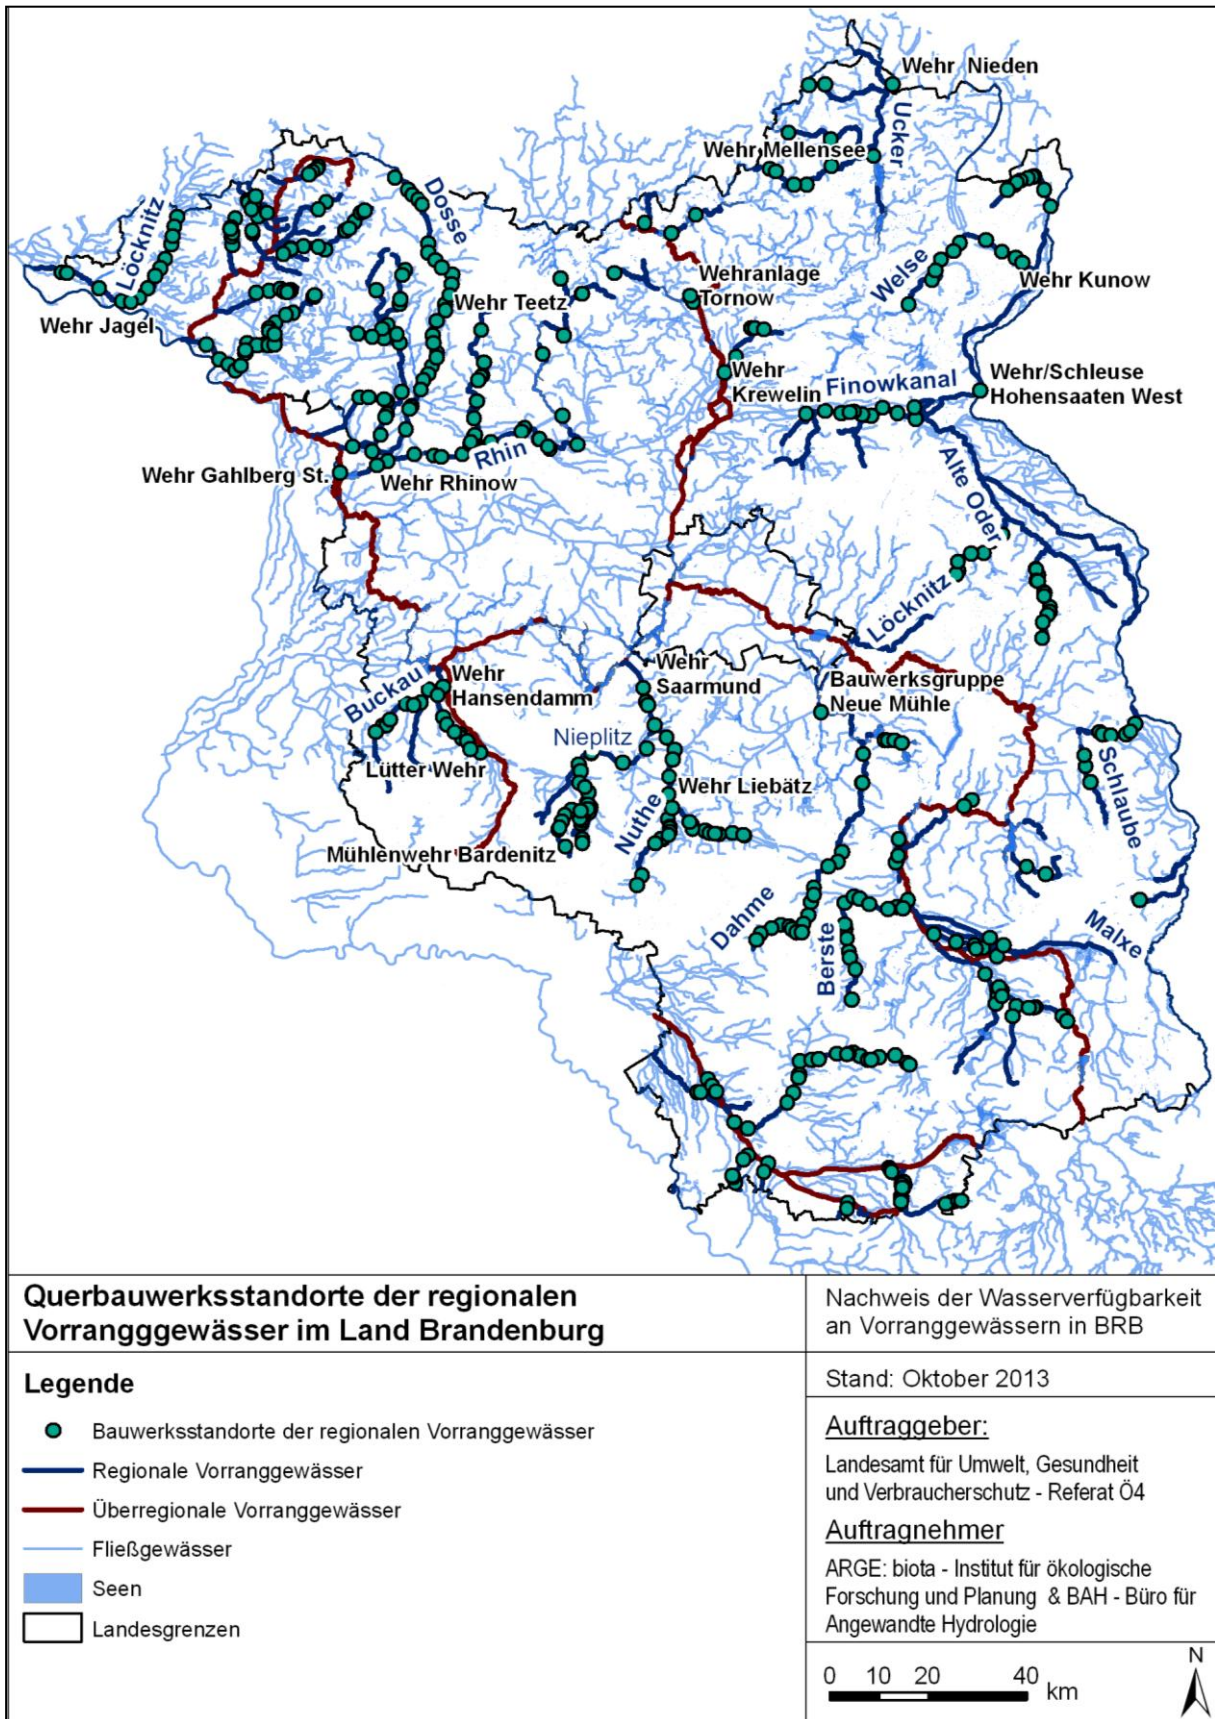 Wehr Nieden
Ucker
Wehr Mellensee
Dosse
Löcknitz
Welse
Wehr Kunow
Wehranlage
Tornow
Wehr Teetz
Wehr Jagel
Wehr
Krewelin
Finowkanal
Wehr/Schleuse
Hohensaaten West
Rhin
Wehr Gahlberg St.
Wehr Rhinow
Alte Oder
Löcknitz
Wehr
Saarmund
Wehr
Hansendamm
Buckau
Bauwerksgruppe
Neue Mühle
Nieplitz
Lütter Wehr
Wehr Liebätz
Schlaube
Nuthe
Mühlenwehr Bardenitz
Dahme
Berste
Malxe
Querbauwerksstandorte der regionalen
Vorrangggewässer im Land Brandenburg
Nachweis der Wasserverfügbarkeit
an Vorranggewässern in BRB
Legende
Bauwerksstandorte der regionalen Vorranggewässer
Regionale Vorranggewässer
Überregionale Vorranggewässer
Fließgewässer
Seen
Landesgrenzen
Stand: Oktober 2013
Auftraggeber:
Landesamt für Umwelt, Gesundheit
und Verbraucherschutz - Referat Ö4
Auftragnehmer
ARGE: biota - Institut für ökologische
Forschung und Planung & BAH - Büro für
Angewandte Hydrologie
N
0 10 20 40 km